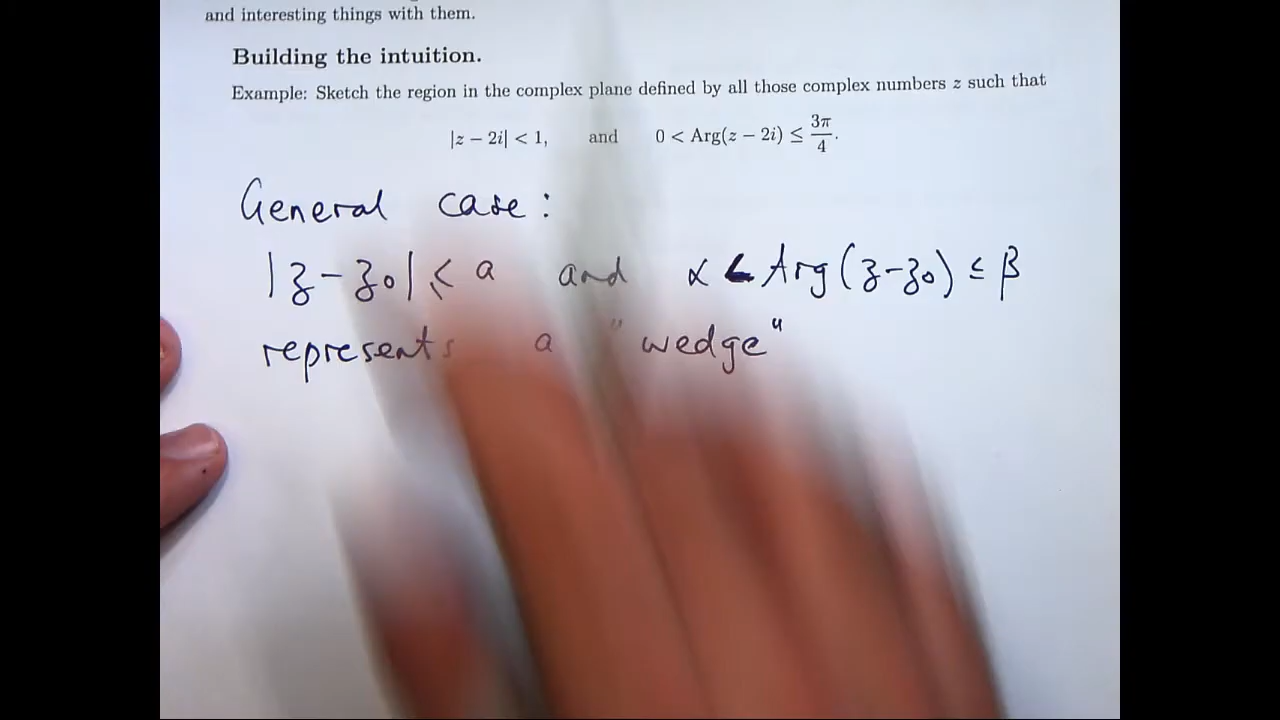 and interesting things with them.
Building the intuition.
Example: Sketch the region in the complex plane defined by all those complex numbers z such that
|z − 2i| < 1, and 0 < Arg(z − 2i) ≤ 3π/4.
General case:
|z − z₀| ≤ a and α < Arg(z−z₀) ≤ β
represents a "wedge"